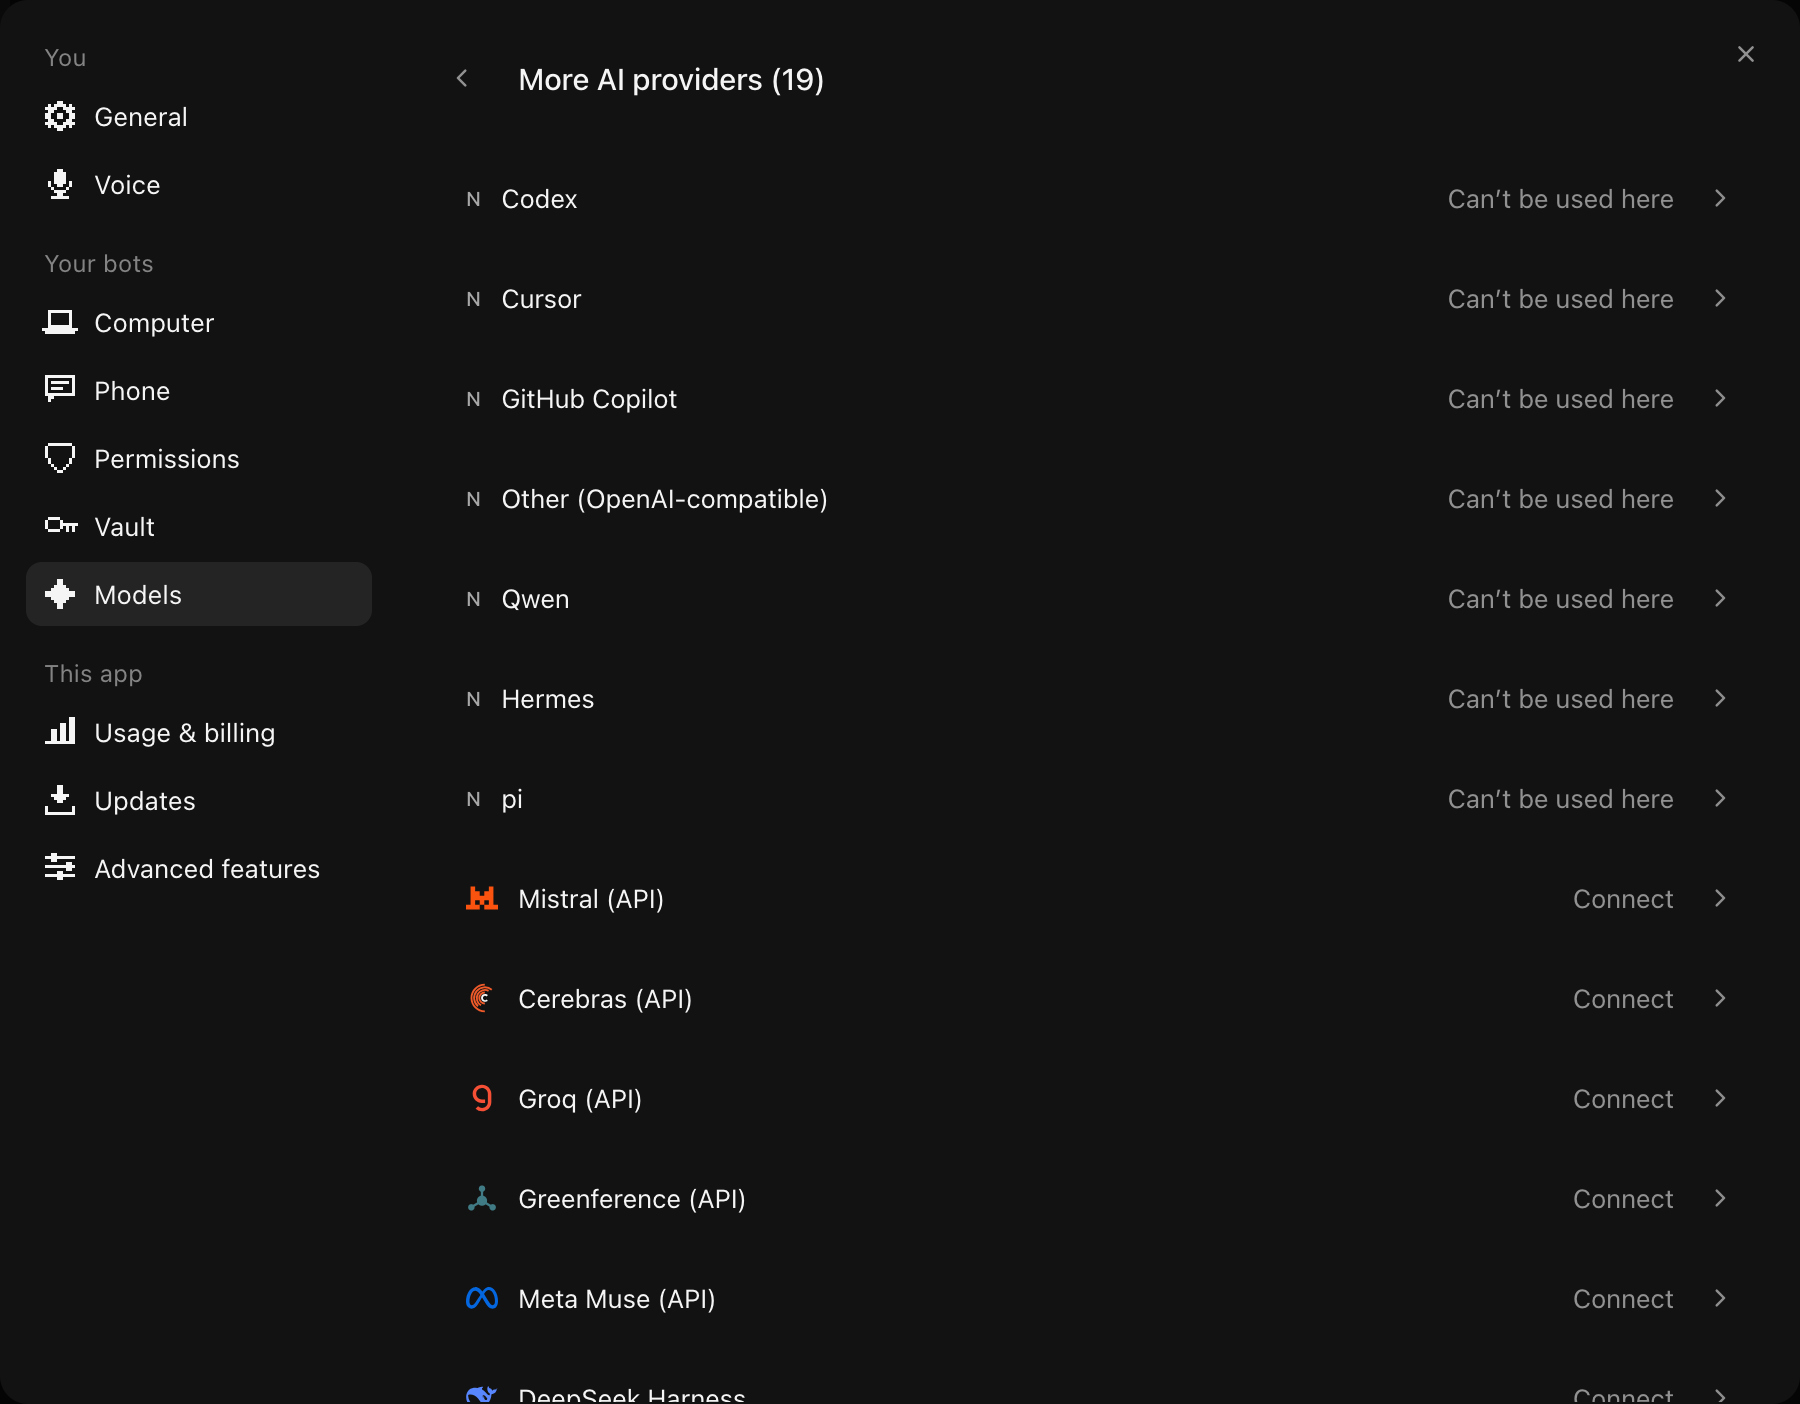 You
General
Voice
Your bots
Computer
Phone
Permissions
Vault
Models
This app
Usage & billing
Updates
Advanced features
More AI providers (19)
N Codex Can’t be used here
N Cursor Can’t be used here
N GitHub Copilot Can’t be used here
N Other (OpenAI-compatible) Can’t be used here
N Qwen Can’t be used here
N Hermes Can’t be used here
N pi Can’t be used here
Mistral (API) Connect
Cerebras (API) Connect
Groq (API) Connect
Greenference (API) Connect
Meta Muse (API) Connect
DeepSeek Harness Connect